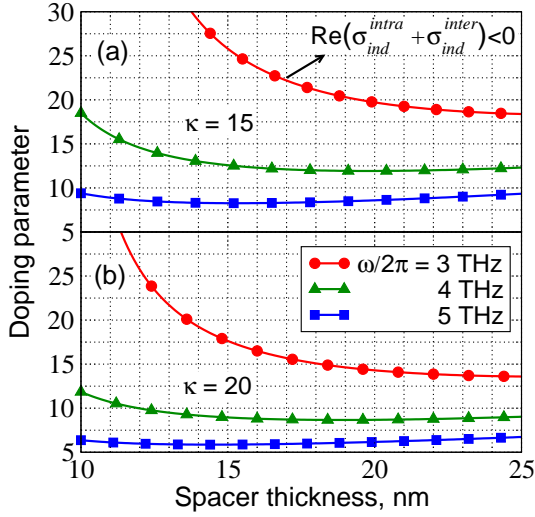 30
(a)
Re(σ_ind^intra + σ_ind^inter)<0
25
20
κ = 15
15
10
5
Doping parameter
(b)
ω/2π = 3 THz
4 THz
5 THz
25
20
15
κ = 20
10
5
10
15
20
25
Spacer thickness, nm